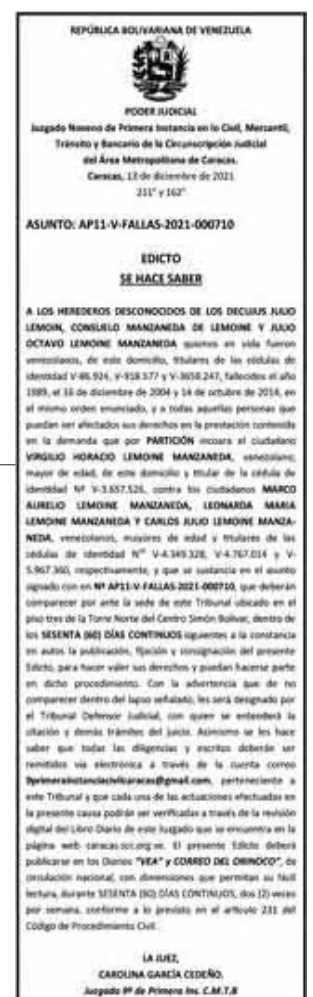 REPÚBLICA BOLIVARIANA DE VENEZUELA
PODER JUDICIAL
Juzgado Noveno de Primera Instancia en lo Civil, Mercantil,
Tránsito y Bancario de la Circunscripción Judicial
del Área Metropolitana de Caracas.
Caracas, 13 de diciembre de 2021
211° y 162°
ASUNTO: AP11-V-FALLAS-2021-000710
EDICTO
SE HACE SABER
A LOS HEREDEROS DESCONOCIDOS DE LOS DECUJUS JULIO
LEMOIN, CONSUELO MANZANEDA DE LEMOINE Y JULIO
OCTAVO LEMOINE MANZANEDA quienes en vida fueron
venezolanos, de este domicilio, titulares de las cédulas de
identidad V-86.924, V-918.577 y V-3658.247, fallecidos el año
1989, el 16 de diciembre de 2004 y 14 de octubre de 2014, en
el mismo orden enunciado, y a todas aquellas personas que
puedan ser afectados sus derechos en la prestación contenida
en la demanda que por PARTICIÓN incoara el ciudadano
VIRGILIO HORACIO LEMOINE MANZANEDA, venezolano,
mayor de edad, de este domicilio y titular de la cédula de
identidad Nº V-3.657.526, contra los ciudadanos MARCO
AURELIO LEMOINE MANZANEDA, LEONARDA MARIA
LEMOINE MANZANEDA Y CARLOS JULIO LEMOINE MANZA-
NEDA, venezolanos, mayores de edad y titulares de las
cédulas de identidad Nº V-4.349.328, V-4.767.014 y V-
5.967.360, respectivamente, y que se sustancia en el asunto
signado con en Nº AP11-V-FALLAS-2021-000710, que deberán
comparecer por ante la sede de este Tribunal ubicado en el
piso tres de la Torre Norte del Centro Simón Bolívar, dentro de
los SESENTA (60) DÍAS CONTINUOS siguientes a la constancia
en autos la publicación, fijación y consignación del presente
Edicto, para hacer valer sus derechos y puedan hacerse parte
en dicho procedimiento. Con la advertencia que de no
comparecer dentro del lapso señalado, les será designado por
el Tribunal Defensor Judicial, con quien se entenderá la
citación y demás trámites del juicio. Asimismo se les hace
saber que todas las diligencias y escritos deberán ser
remitidos vía electrónica a través de la cuenta correo
9primerainstanciacivilcaracas@gmail.com, perteneciente a
este Tribunal y que cada una de las actuaciones efectuadas en
la presente causa podrán ser verificadas a través de la revisión
digital del Libro Diario de este Juzgado que se encuentra en la
página web caracas.scc.org.ve. El presente Edicto deberá
publicarse en los Diarios "VEA" y CORREO DEL ORINOCO", de
circulación nacional, con dimensiones que permitan su fácil
lectura, durante SESENTA (60) DÍAS CONTINUOS, dos (2) veces
por semana, conforme a lo previsto en el artículo 231 del
Código de Procedimiento Civil.
LA JUEZ,
CAROLINA GARCÍA CEDEÑO.
Juzgado 9º de Primera Ins. C.M.T.B